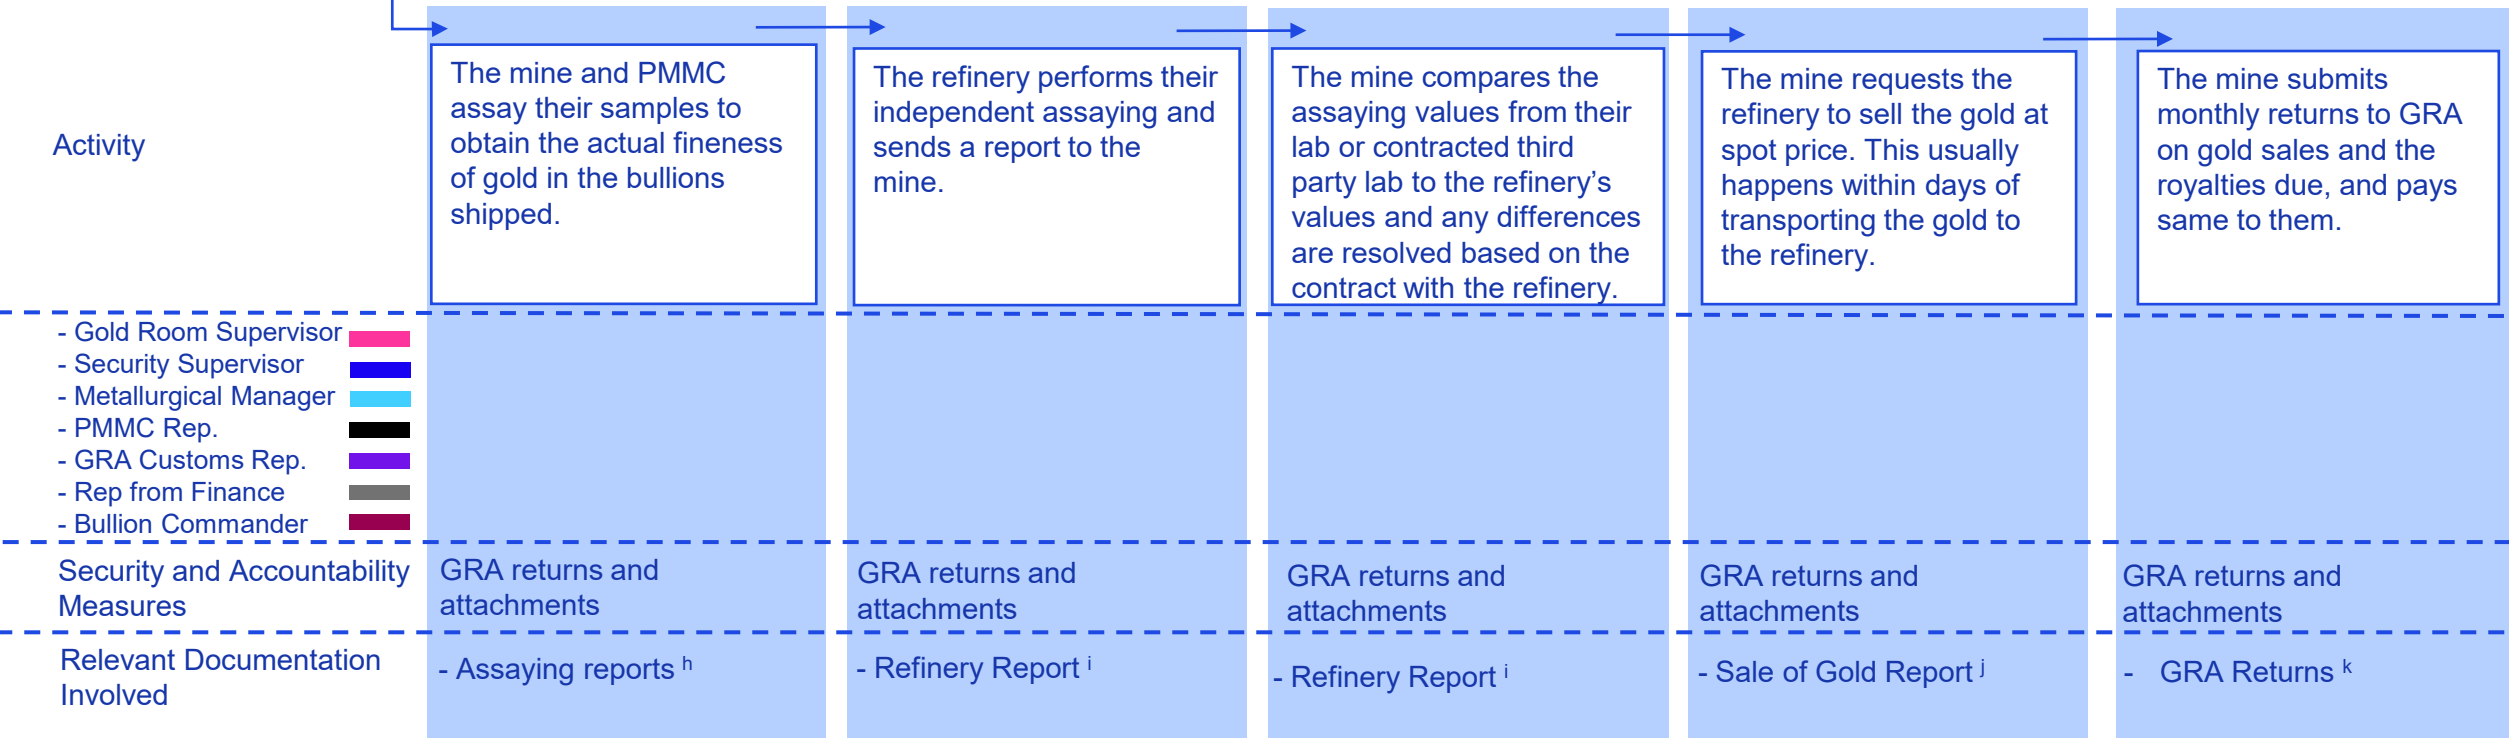 Activity
The mine and PMMC
assay their samples to
obtain the actual fineness
of gold in the bullions
shipped.
The refinery performs their
independent assaying and
sends a report to the
mine.
The mine compares the
assaying values from their
lab or contracted third
party lab to the refinery’s
values and any differences
are resolved based on the
contract with the refinery.
The mine requests the
refinery to sell the gold at
spot price. This usually
happens within days of
transporting the gold to
the refinery.
The mine submits
monthly returns to GRA
on gold sales and the
royalties due, and pays
same to them.
- Gold Room Supervisor
- Security Supervisor
- Metallurgical Manager
- PMMC Rep.
- GRA Customs Rep.
- Rep from Finance
- Bullion Commander
Security and Accountability
Measures
GRA returns and
attachments
GRA returns and
attachments
GRA returns and
attachments
GRA returns and
attachments
GRA returns and
attachments
Relevant Documentation
Involved
- Assaying reports h
- Refinery Report i
- Refinery Report i
- Sale of Gold Report j
- GRA Returns k